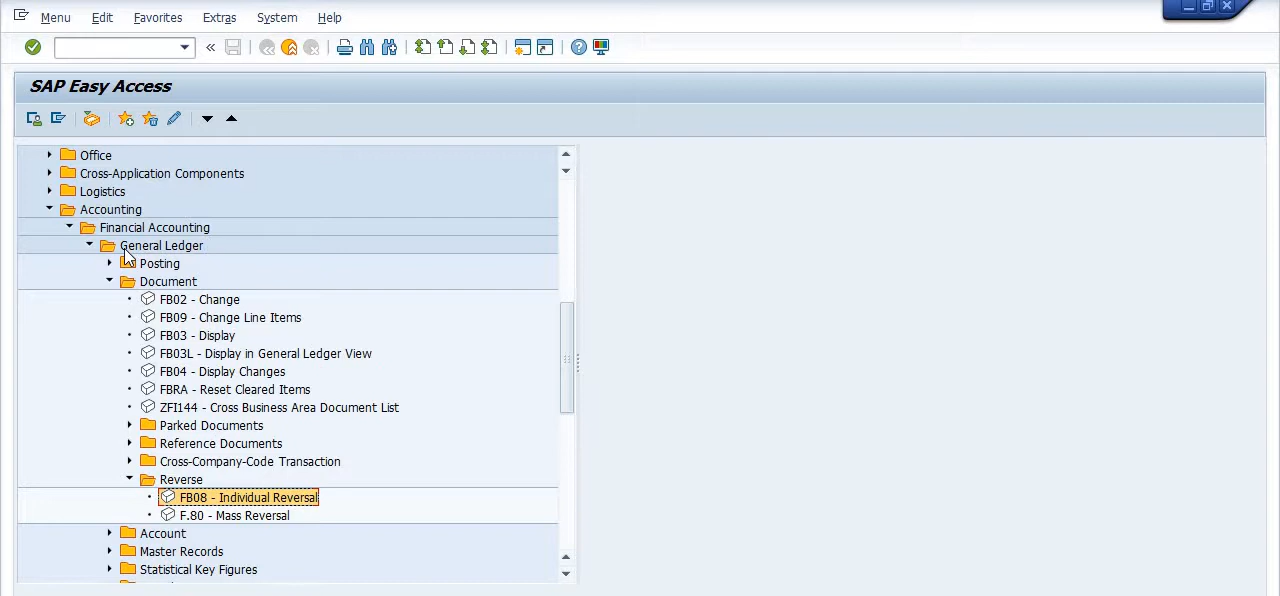 Menu Edit Favorites Extras System Help
SAP Easy Access
Office
Cross-Application Components
Logistics
Accounting
Financial Accounting
General Ledger
Posting
Document
FB02 - Change
FB09 - Change Line Items
FB03 - Display
FB03L - Display in General Ledger View
FB04 - Display Changes
FBRA - Reset Cleared Items
ZFI144 - Cross Business Area Document List
Parked Documents
Reference Documents
Cross-Company-Code Transaction
Reverse
FB08 - Individual Reversal
F.80 - Mass Reversal
Account
Master Records
Statistical Key Figures